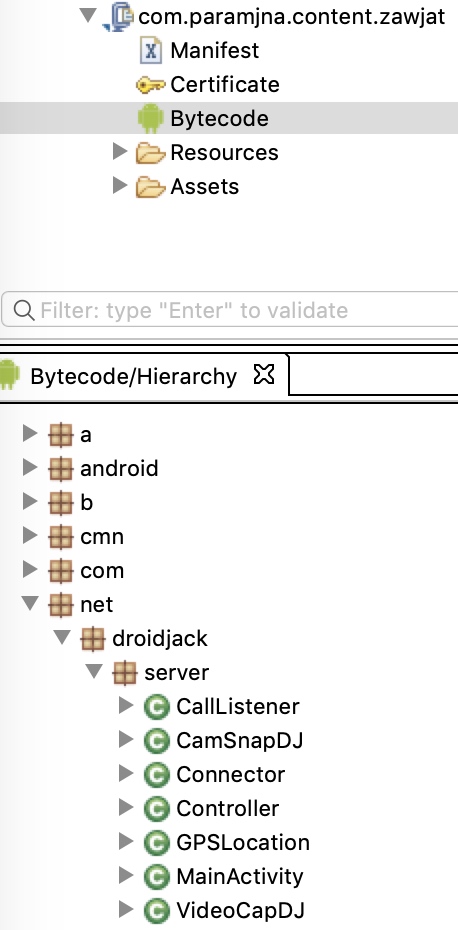 com.paramjna.content.zawjat
Manifest
Certificate
Bytecode
Resources
Assets
Filter: type "Enter" to validate
Bytecode/Hierarchy
a
android
b
cmn
com
net
droidjack
server
CallListener
CamSnapDJ
Connector
Controller
GPSLocation
MainActivity
VideoCapDJ